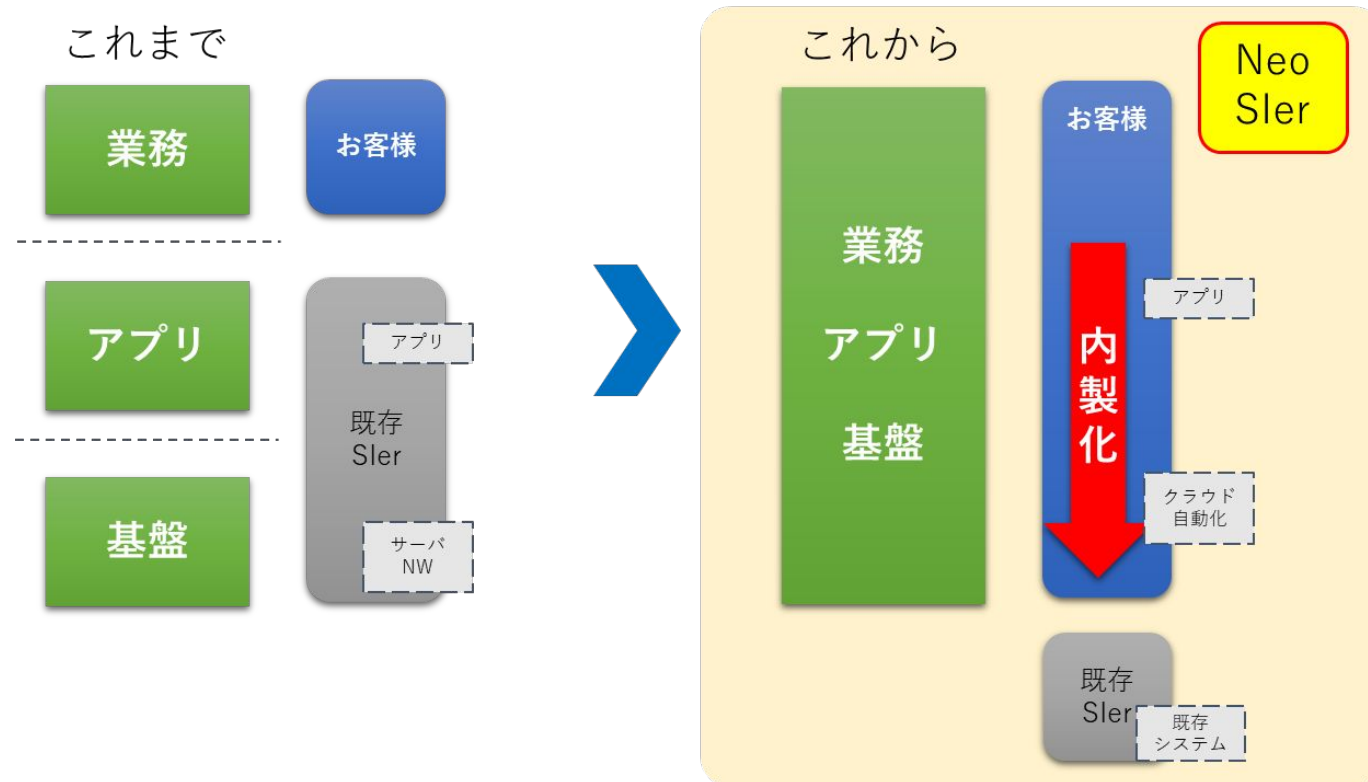 これまで
業務
お客様
アプリ
アプリ
既存
SIer
基盤
サーバ
NW
これから
Neo
SIer
お客様
業務
アプリ
アプリ
内製化
基盤
クラウド
自動化
既存
SIer
既存
システム